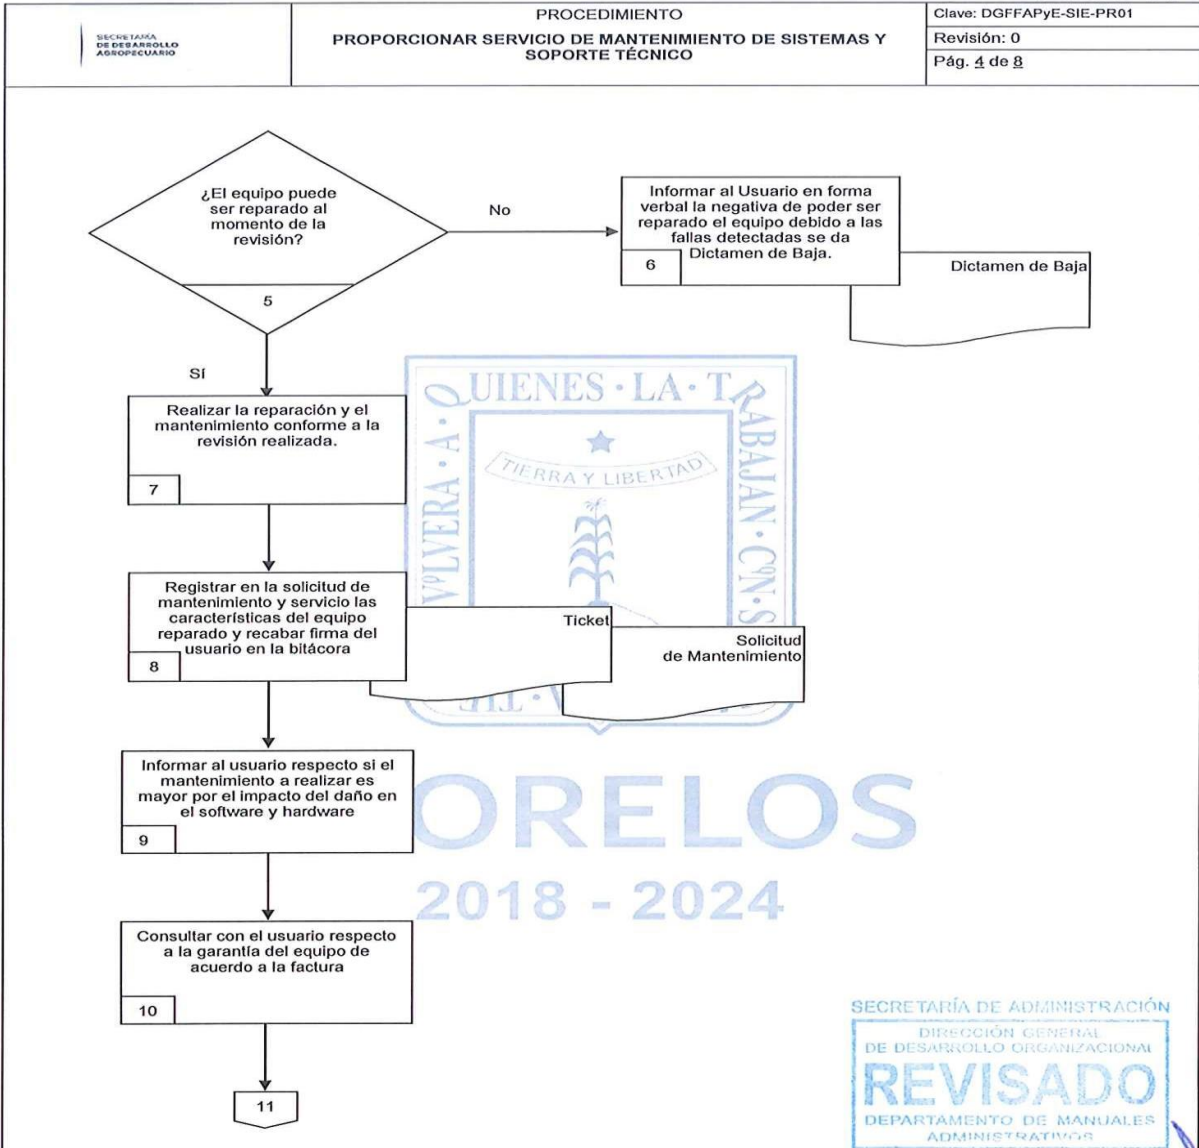 SECRETARÍA
DE DESARROLLO
AGROPECUARIO
PROCEDIMIENTO
PROPORCIONAR SERVICIO DE MANTENIMIENTO DE SISTEMAS Y
SOPORTE TÉCNICO
Clave: DGFFAPyE-SIE-PR01
Revisión: 0
Pág. 4 de 8
¿El equipo puede
ser reparado al
momento de la
revisión?
5
No
Informar al Usuario en forma
verbal la negativa de poder ser
reparado el equipo debido a las
fallas detectadas se da
Dictamen de Baja.
6
Dictamen de Baja
Sí
Realizar la reparación y el
mantenimiento conforme a la
revisión realizada.
7
Registrar en la solicitud de
mantenimiento y servicio las
características del equipo
reparado y recabar firma del
usuario en la bitácora
8
Ticket
Solicitud
de Mantenimiento
Informar al usuario respecto si el
mantenimiento a realizar es
mayor por el impacto del daño en
el software y hardware
9
Consultar con el usuario respecto
a la garantía del equipo de
acuerdo a la factura
10
11
VOLVERA · A · QUIENES · LA · TRABAJAN · CON · S
TIERRA Y LIBERTAD
ORELOS
2018 - 2024
SECRETARÍA DE ADMINISTRACIÓN
DIRECCIÓN GENERAL
DE DESARROLLO ORGANIZACIONAL
REVISADO
DEPARTAMENTO DE MANUALES
ADMINISTRATIVOS